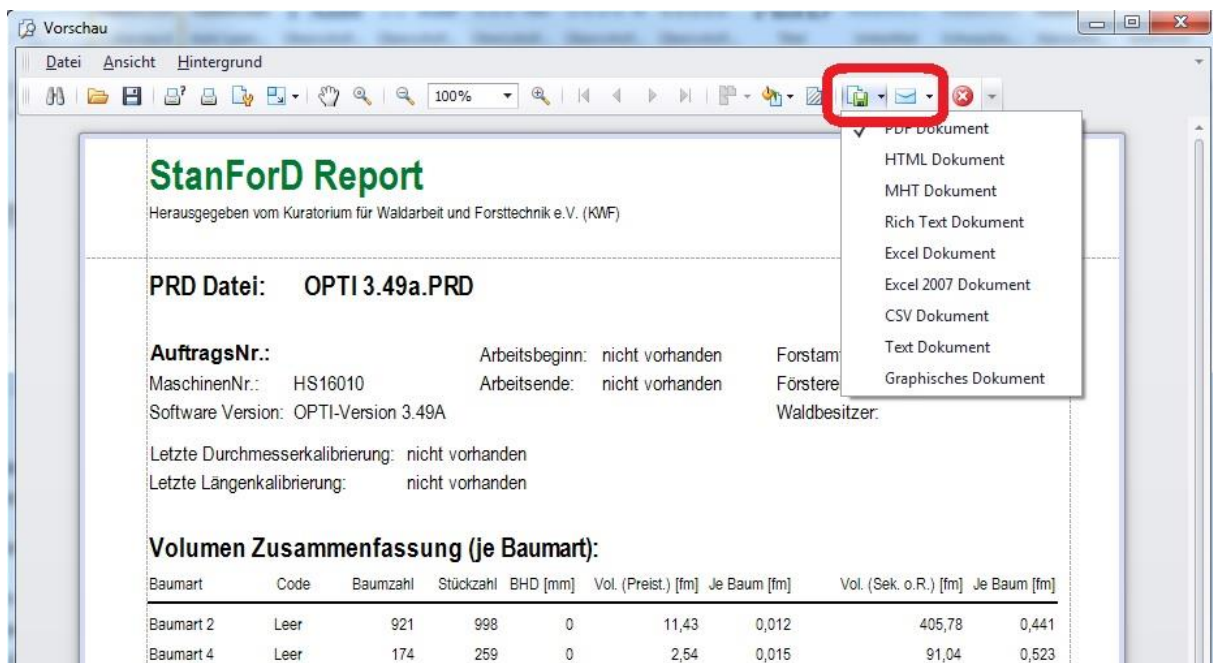 Vorschau
Datei Ansicht Hintergrund
100%
PDF Dokument
HTML Dokument
MHT Dokument
Rich Text Dokument
Excel Dokument
Excel 2007 Dokument
CSV Dokument
Text Dokument
Graphisches Dokument
StanForD Report
Herausgegeben vom Kuratorium für Waldarbeit und Forsttechnik e.V. (KWF)
PRD Datei: OPTI 3.49a.PRD
AuftragsNr.: Arbeitsbeginn: nicht vorhanden Forstam
MaschinenNr.: HS16010 Arbeitsende: nicht vorhanden Förstere
Software Version: OPTI-Version 3.49A Waldbesitzer:
Letzte Durchmesserkalibrierung: nicht vorhanden
Letzte Längenkalibrierung: nicht vorhanden
Volumen Zusammenfassung (je Baumart):
Baumart Code Baumzahl Stückzahl BHD [mm] Vol. (Preist.) [fm] Je Baum [fm] Vol. (Sek. o.R.) [fm] Je Baum [fm]
Baumart 2 Leer 921 998 0 11,43 0,012 405,78 0,441
Baumart 4 Leer 174 259 0 2,54 0,015 91,04 0,523